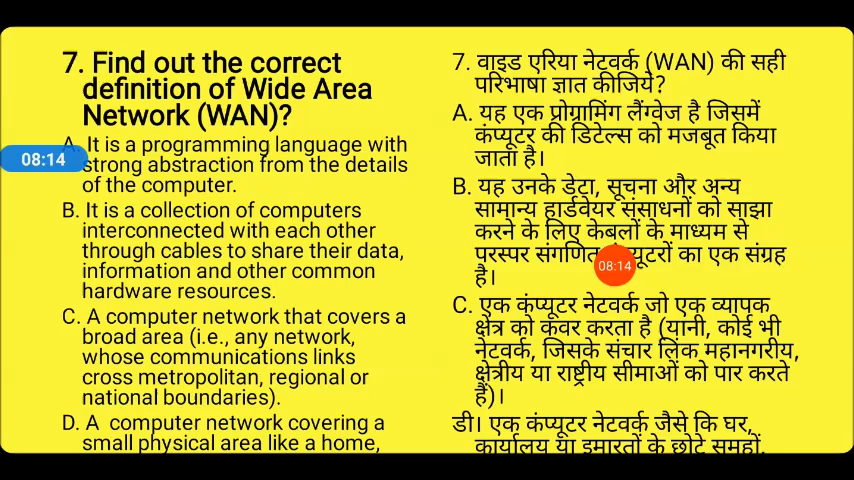 7. Find out the correct
definition of Wide Area
Network (WAN)?
A. It is a programming language with
strong abstraction from the details
of the computer.
B. It is a collection of computers
interconnected with each other
through cables to share their data,
information and other common
hardware resources.
C. A computer network that covers a
broad area (i.e., any network,
whose communications links
cross metropolitan, regional or
national boundaries).
D. A computer network covering a
small physical area like a home,
08:14
7. वाइड एरिया नेटवर्क (WAN) की सही
परिभाषा ज्ञात कीजिये?
A. यह एक प्रोग्रामिंग लैंग्वेज है जिसमें
कंप्यूटर की डिटेल्स को मजबूत किया
जाता है।
B. यह उनके डेटा, सूचना और अन्य
सामान्य हार्डवेयर संसाधनों को साझा
करने के लिए केबलों के माध्यम से
परस्पर संगणित का एक संग्रह
है।
08:14
C. एक कंप्यूटर नेटवर्क जो एक व्यापक
क्षेत्र को कवर करता है (यानी, कोई भी
नेटवर्क, जिसके संचार लिंक महानगरीय,
क्षेत्रीय या राष्ट्रीय सीमाओं को पार करते
हैं)।
डी। एक कंप्यूटर नेटवर्क जैसे कि घर,
कार्यालय या इमारतों के छोटे समूहों,